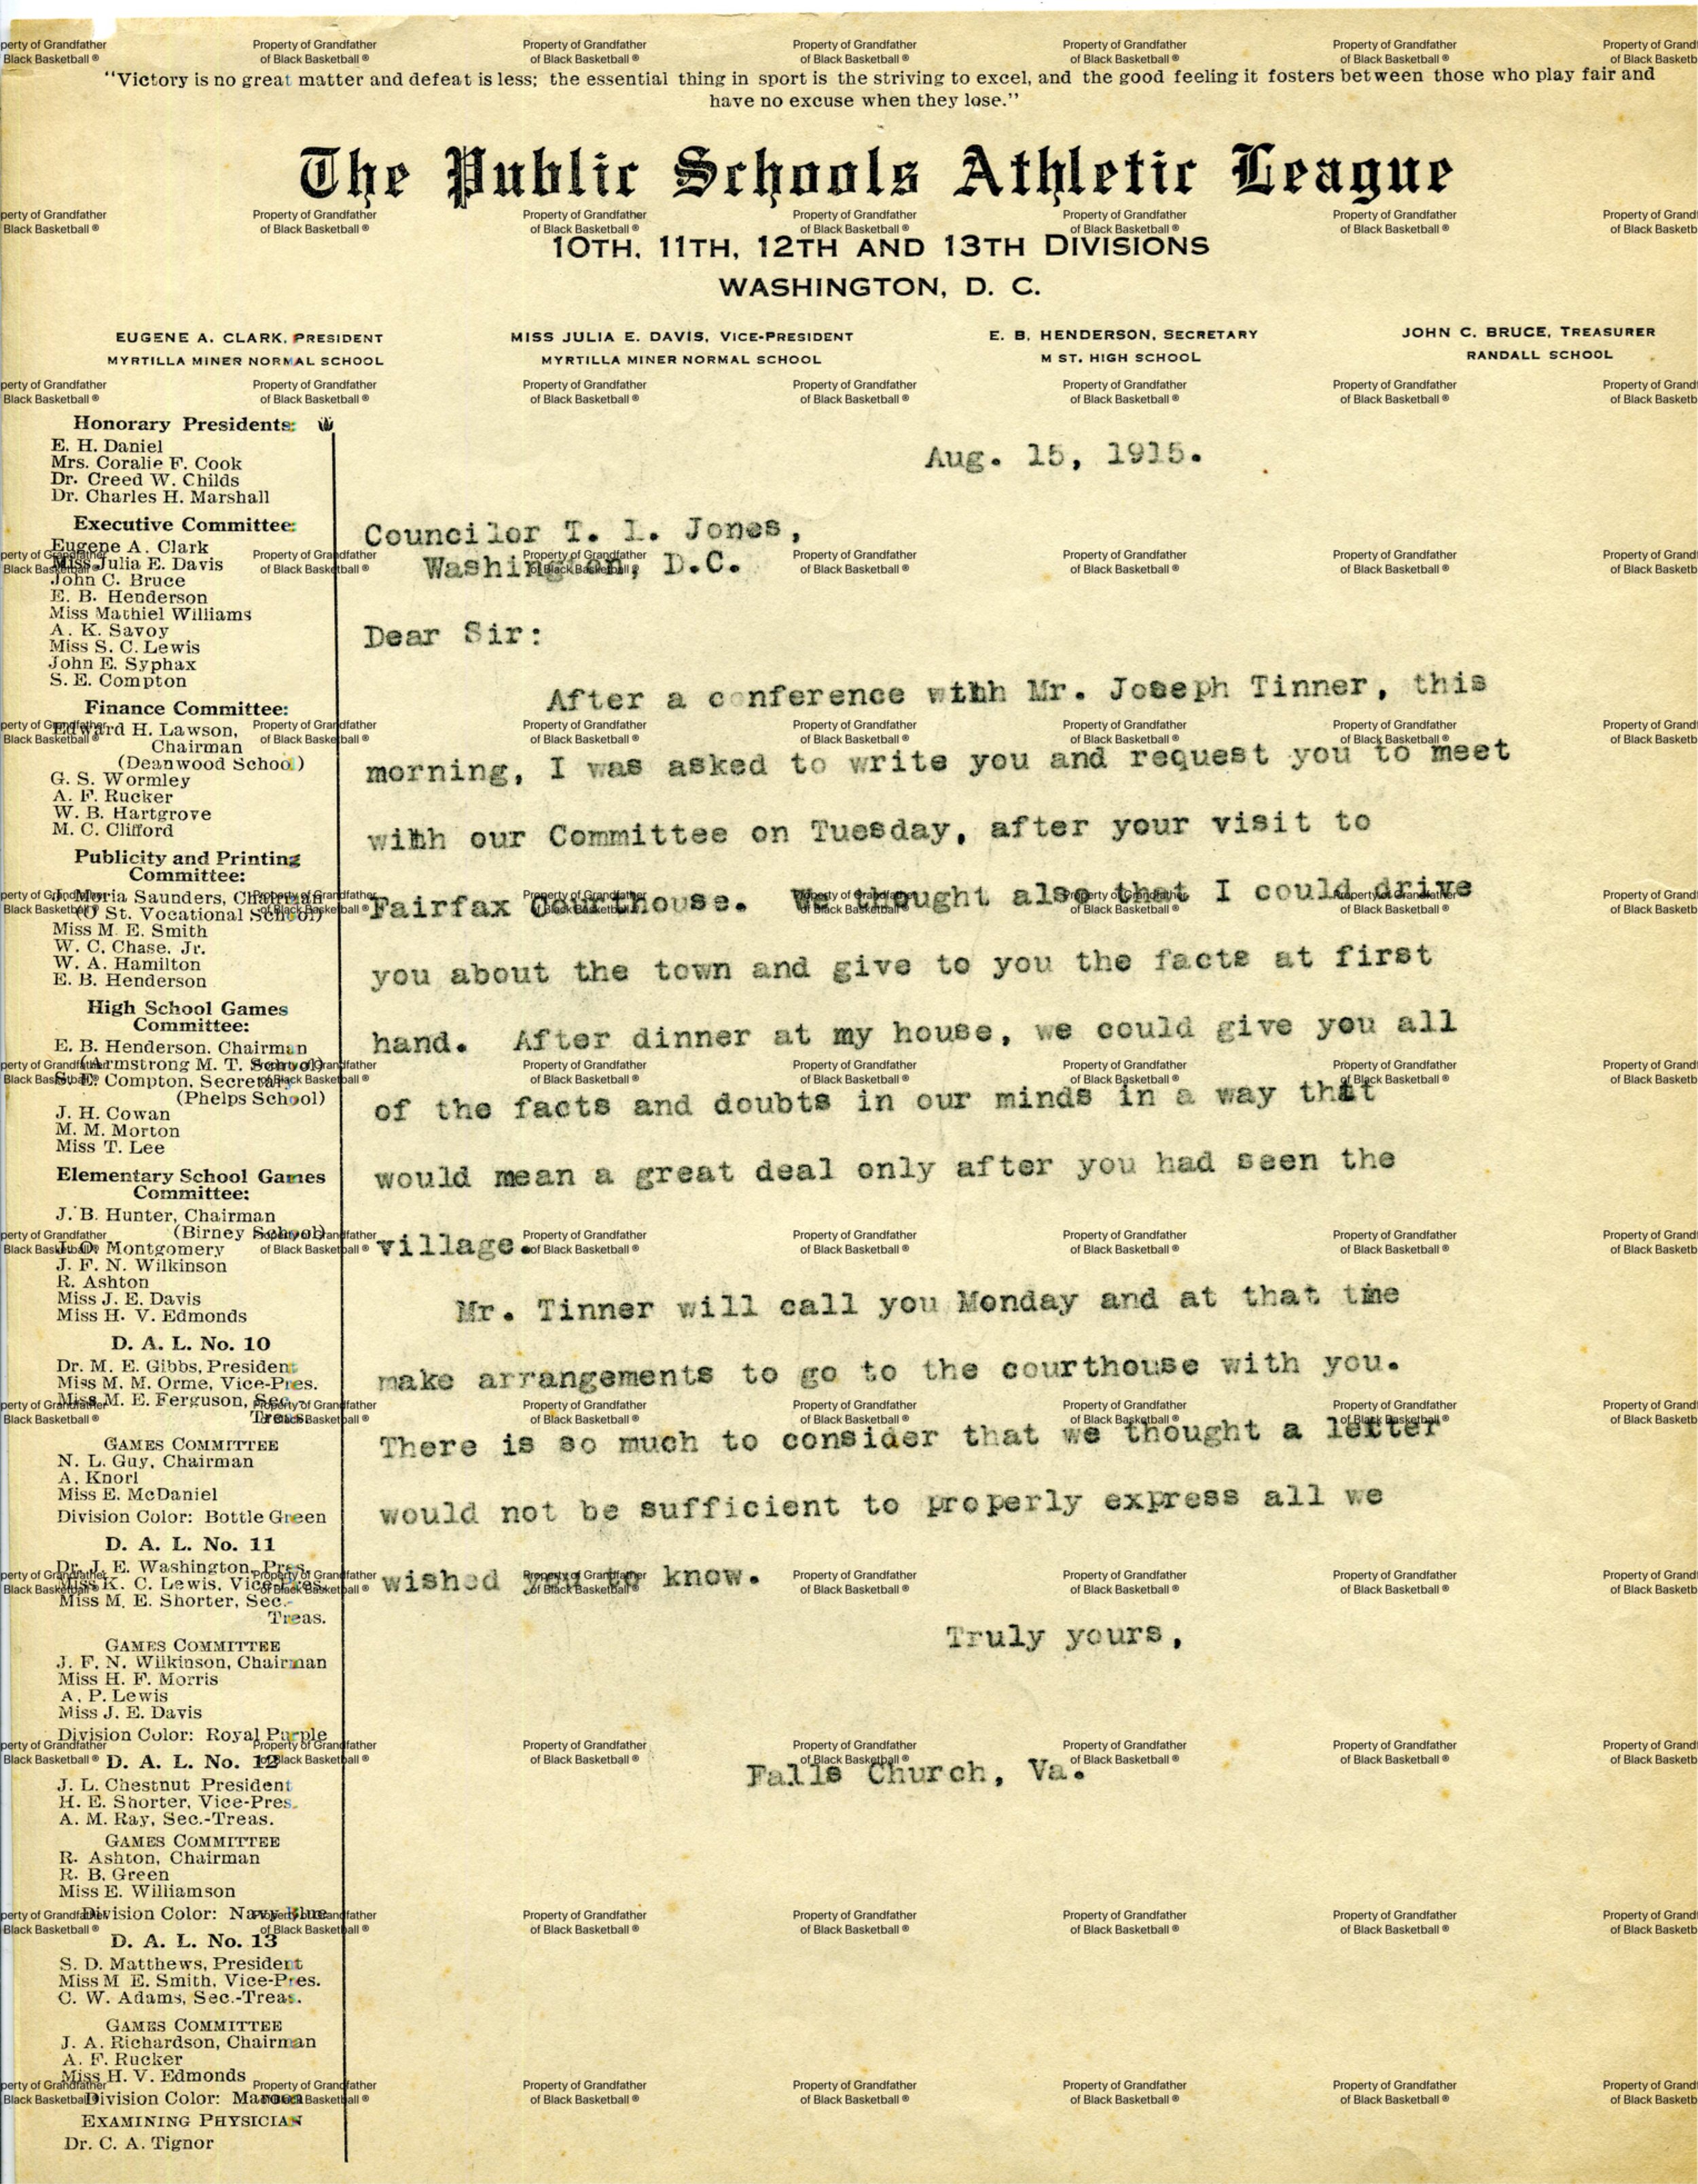 "Victory is no great matter and defeat is less; the essential thing in sport is the striving to excel, and the good feeling it fosters between those who play fair and
have no excuse when they lose."
The Public Schools Athletic League
10TH, 11TH, 12TH AND 13TH DIVISIONS
WASHINGTON, D. C.
EUGENE A. CLARK, PRESIDENT
MYRTILLA MINER NORMAL SCHOOL
MISS JULIA E. DAVIS, VICE-PRESIDENT
MYRTILLA MINER NORMAL SCHOOL
E. B. HENDERSON, SECRETARY
M ST. HIGH SCHOOL
JOHN C. BRUCE, TREASURER
RANDALL SCHOOL
Honorary Presidents:
E. H. Daniel
Mrs. Coralie F. Cook
Dr. Creed W. Childs
Dr. Charles H. Marshall
Executive Committee:
Eugene A. Clark
Miss Julia E. Davis
John C. Bruce
E. B. Henderson
Miss Mathiel Williams
A. K. Savoy
Miss S. C. Lewis
John E. Syphax
S. E. Compton
Finance Committee:
Edward H. Lawson,
Chairman
(Deanwood School)
G. S. Wormley
A. F. Rucker
W. B. Hartgrove
M. C. Clifford
Publicity and Printing
Committee:
J. Moria Saunders, Chairman
(O St. Vocational School)
Miss M. E. Smith
W. C. Chase, Jr.
W. A. Hamilton
E. B. Henderson
High School Games
Committee:
E. B. Henderson. Chairman
(Armstrong M. T. School)
S. E. Compton, Secretary
(Phelps School)
J. H. Cowan
M. M. Morton
Miss T. Lee
Elementary School Games
Committee:
J. B. Hunter, Chairman
(Birney School)
J. O. Montgomery
J. F. N. Wilkinson
R. Ashton
Miss J. E. Davis
Miss H. V. Edmonds
D. A. L. No. 10
Dr. M. E. Gibbs, President
Miss M. M. Orme, Vice-Pres.
Miss M. E. Ferguson, Sec.-
Treas.
GAMES COMMITTEE
N. L. Guy, Chairman
A. Knorl
Miss E. McDaniel
Division Color: Bottle Green
D. A. L. No. 11
Dr. J. E. Washington, Pres.
Miss K. C. Lewis, Vice-Pres.
Miss M. E. Shorter, Sec.-
Treas.
GAMES COMMITTEE
J. F. N. Wilkinson, Chairman
Miss H. F. Morris
A. P. Lewis
Miss J. E. Davis
Division Color: Royal Purple
D. A. L. No. 12
J. L. Chestnut President
H. E. Shorter, Vice-Pres.
A. M. Ray, Sec.-Treas.
GAMES COMMITTEE
R. Ashton, Chairman
R. B. Green
Miss E. Williamson
Division Color: Navy Blue
D. A. L. No. 13
S. D. Matthews, President
Miss M E. Smith, Vice-Pres.
C. W. Adams, Sec.-Treas.
GAMES COMMITTEE
J. A. Richardson, Chairman
A. F. Rucker
Miss H. V. Edmonds
Division Color: Maroon
EXAMINING PHYSICIAN
Dr. C. A. Tignor
Aug. 15, 1915.
Councilor T. L. Jones,
Washington, D.C.
Dear Sir:
After a conference with Mr. Joseph Tinner, this
morning, I was asked to write you and request you to meet
with our Committee on Tuesday, after your visit to
Fairfax Courthouse. We thought also that I could drive
you about the town and give to you the facts at first
hand. After dinner at my house, we could give you all
of the facts and doubts in our minds in a way that
would mean a great deal only after you had seen the
village.
Mr. Tinner will call you Monday and at that time
make arrangements to go to the courthouse with you.
There is so much to consider that we thought a letter
would not be sufficient to properly express all we
wished you to know.
Truly yours,
Falls Church, Va.
Property of Grandfather
of Black Basketball ®